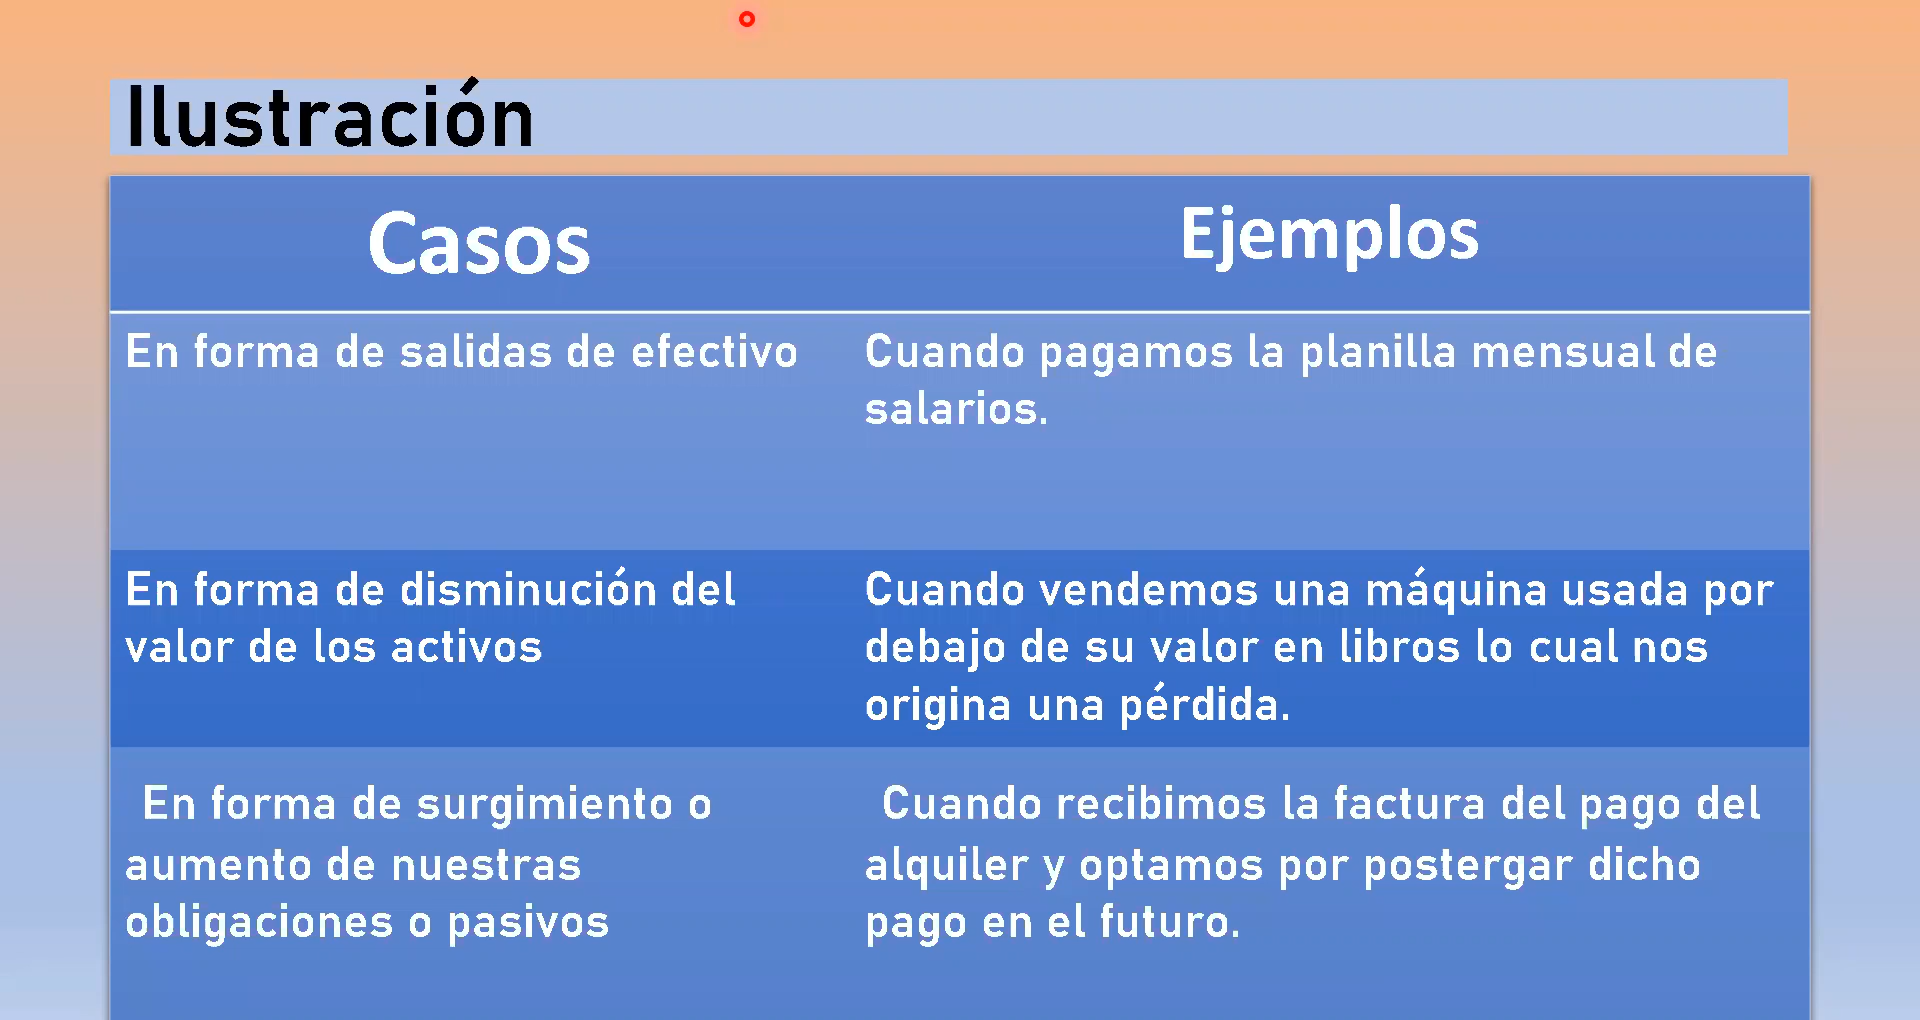 Ilustración
Casos
Ejemplos
En forma de salidas de efectivo
Cuando pagamos la planilla mensual de
salarios.
En forma de disminución del
valor de los activos
Cuando vendemos una máquina usada por
debajo de su valor en libros lo cual nos
origina una pérdida.
En forma de surgimiento o
aumento de nuestras
obligaciones o pasivos
Cuando recibimos la factura del pago del
alquiler y optamos por postergar dicho
pago en el futuro.